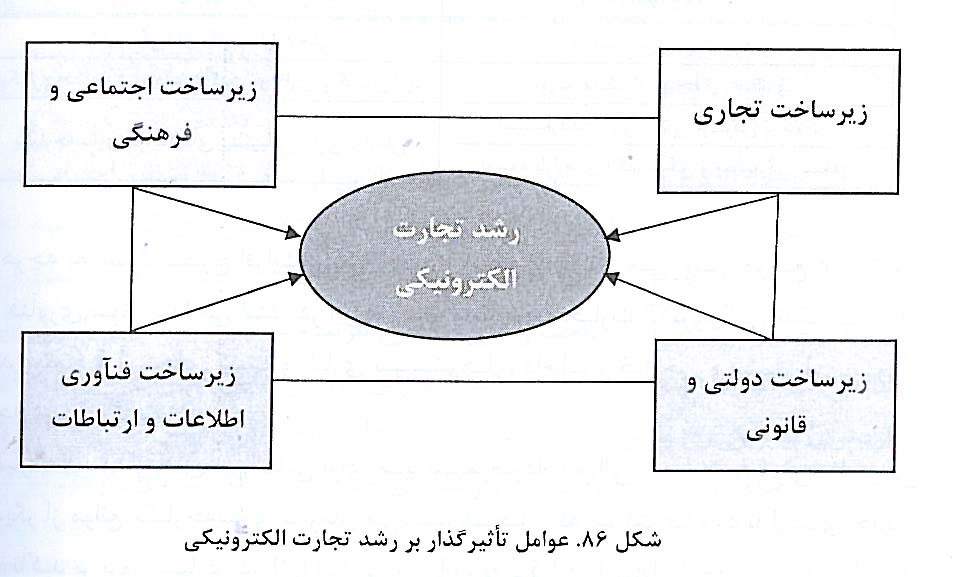 زیرساخت تجاری
زیرساخت اجتماعی و
فرهنگی
رشد تجارت
الکترونیکی
زیرساخت دولتی و
قانونی
زیرساخت فنآوری
اطلاعات و ارتباطات
شکل ۸۶. عوامل تأثیرگذار بر رشد تجارت الکترونیکی